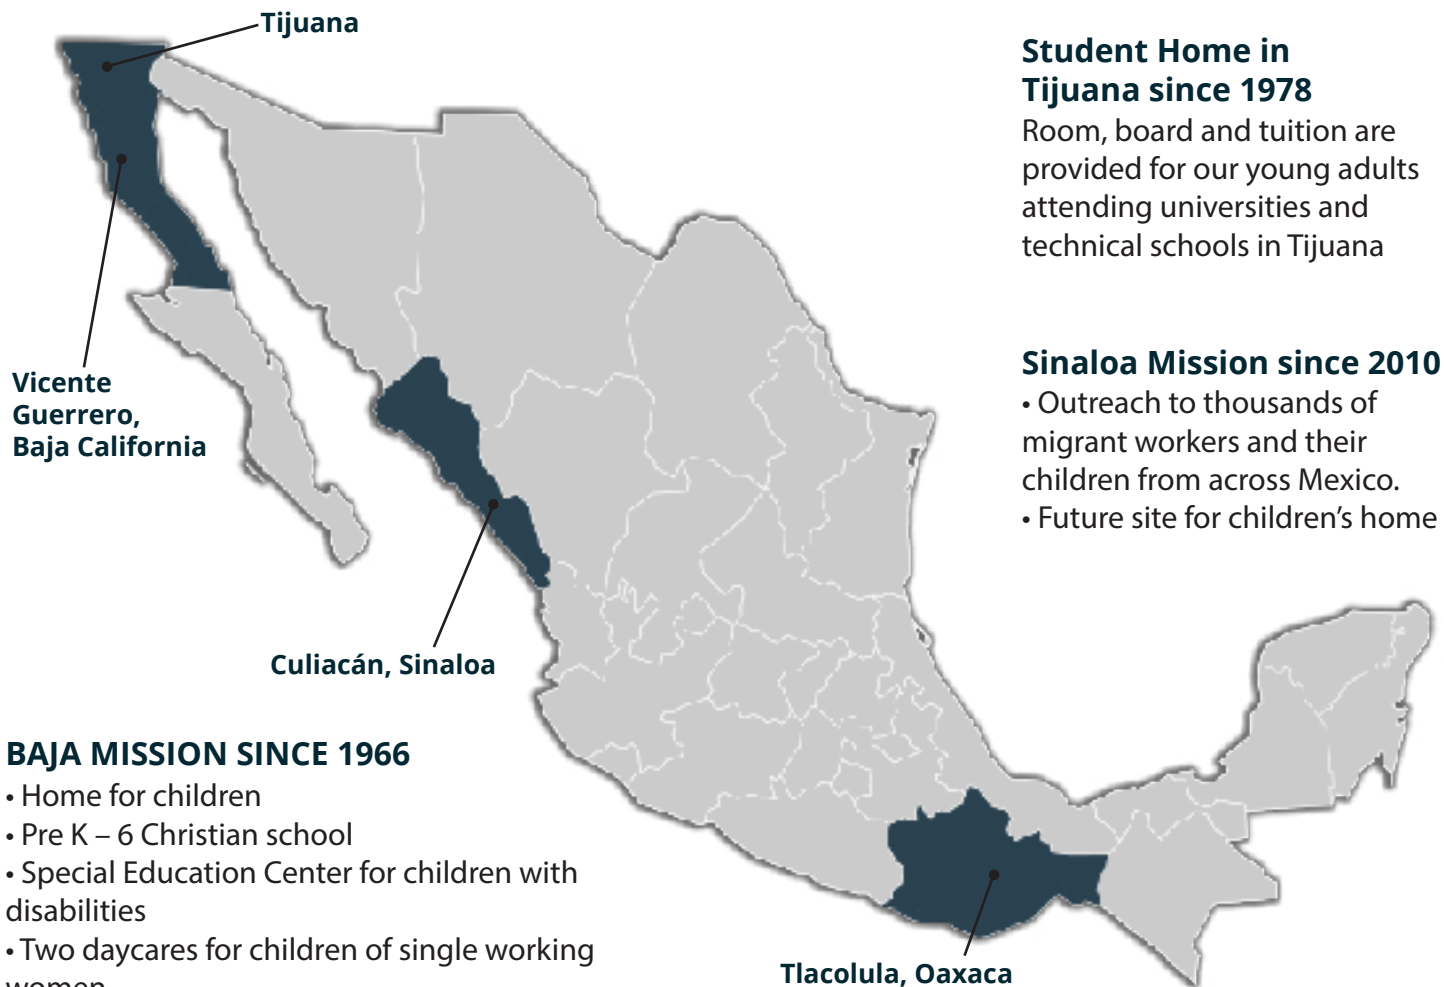 Tijuana
Student Home in
Tijuana since 1978
Room, board and tuition are
provided for our young adults
attending universities and
technical schools in Tijuana
Sinaloa Mission since 2010
• Outreach to thousands of
migrant workers and their
children from across Mexico.
• Future site for children's home
Vicente
Guerrero,
Baja California
Culiacán, Sinaloa
BAJA MISSION SINCE 1966
• Home for children
• Pre K – 6 Christian school
• Special Education Center for children with
disabilities
• Two daycares for children of single working
women
Tlacolula, Oaxaca